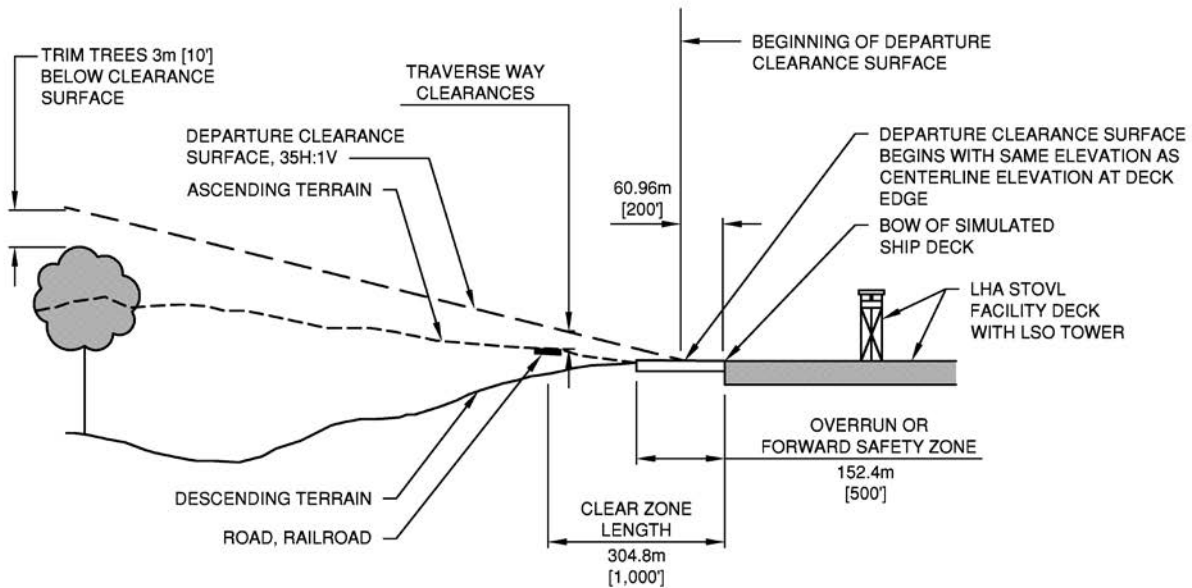 TRIM TREES 3m [10']
BELOW CLEARANCE
SURFACE
TRAVERSE WAY
CLEARANCES
BEGINNING OF DEPARTURE
CLEARANCE SURFACE
DEPARTURE CLEARANCE
SURFACE, 35H:1V
ASCENDING TERRAIN
60.96m
[200']
DEPARTURE CLEARANCE SURFACE
BEGINS WITH SAME ELEVATION AS
CENTERLINE ELEVATION AT DECK
EDGE
BOW OF SIMULATED
SHIP DECK
LHA STOVL
FACILITY DECK
WITH LSO TOWER
OVERRUN OR
FORWARD SAFETY ZONE
152.4m
[500']
DESCENDING TERRAIN
ROAD, RAILROAD
CLEAR ZONE
LENGTH
304.8m
[1,000']